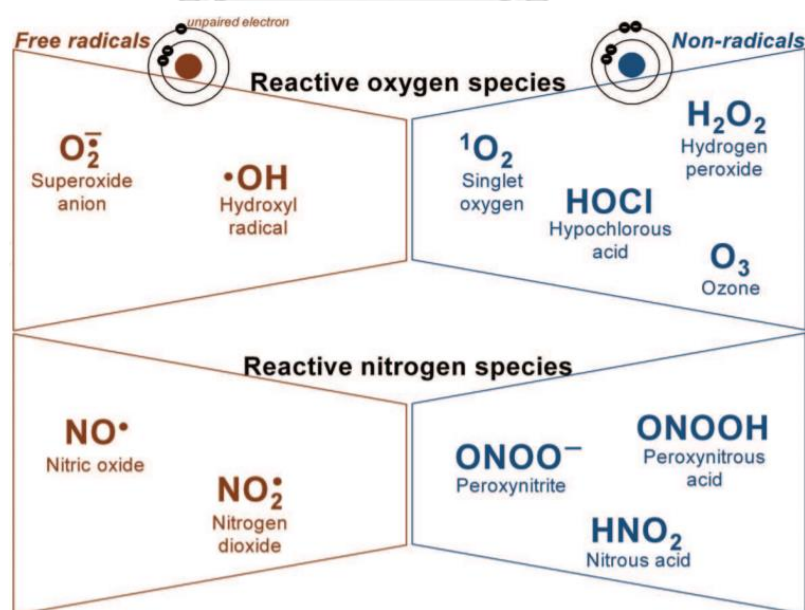 unpaired electron
Free radicals
Non-radicals
Reactive oxygen species
O₂•̄
Superoxide
anion
•OH
Hydroxyl
radical
¹O₂
Singlet
oxygen
HOCl
Hypochlorous
acid
H₂O₂
Hydrogen
peroxide
O₃
Ozone
Reactive nitrogen species
NO•
Nitric oxide
NO₂•
Nitrogen
dioxide
ONOO⁻
Peroxynitrite
ONOOH
Peroxynitrous
acid
HNO₂
Nitrous acid